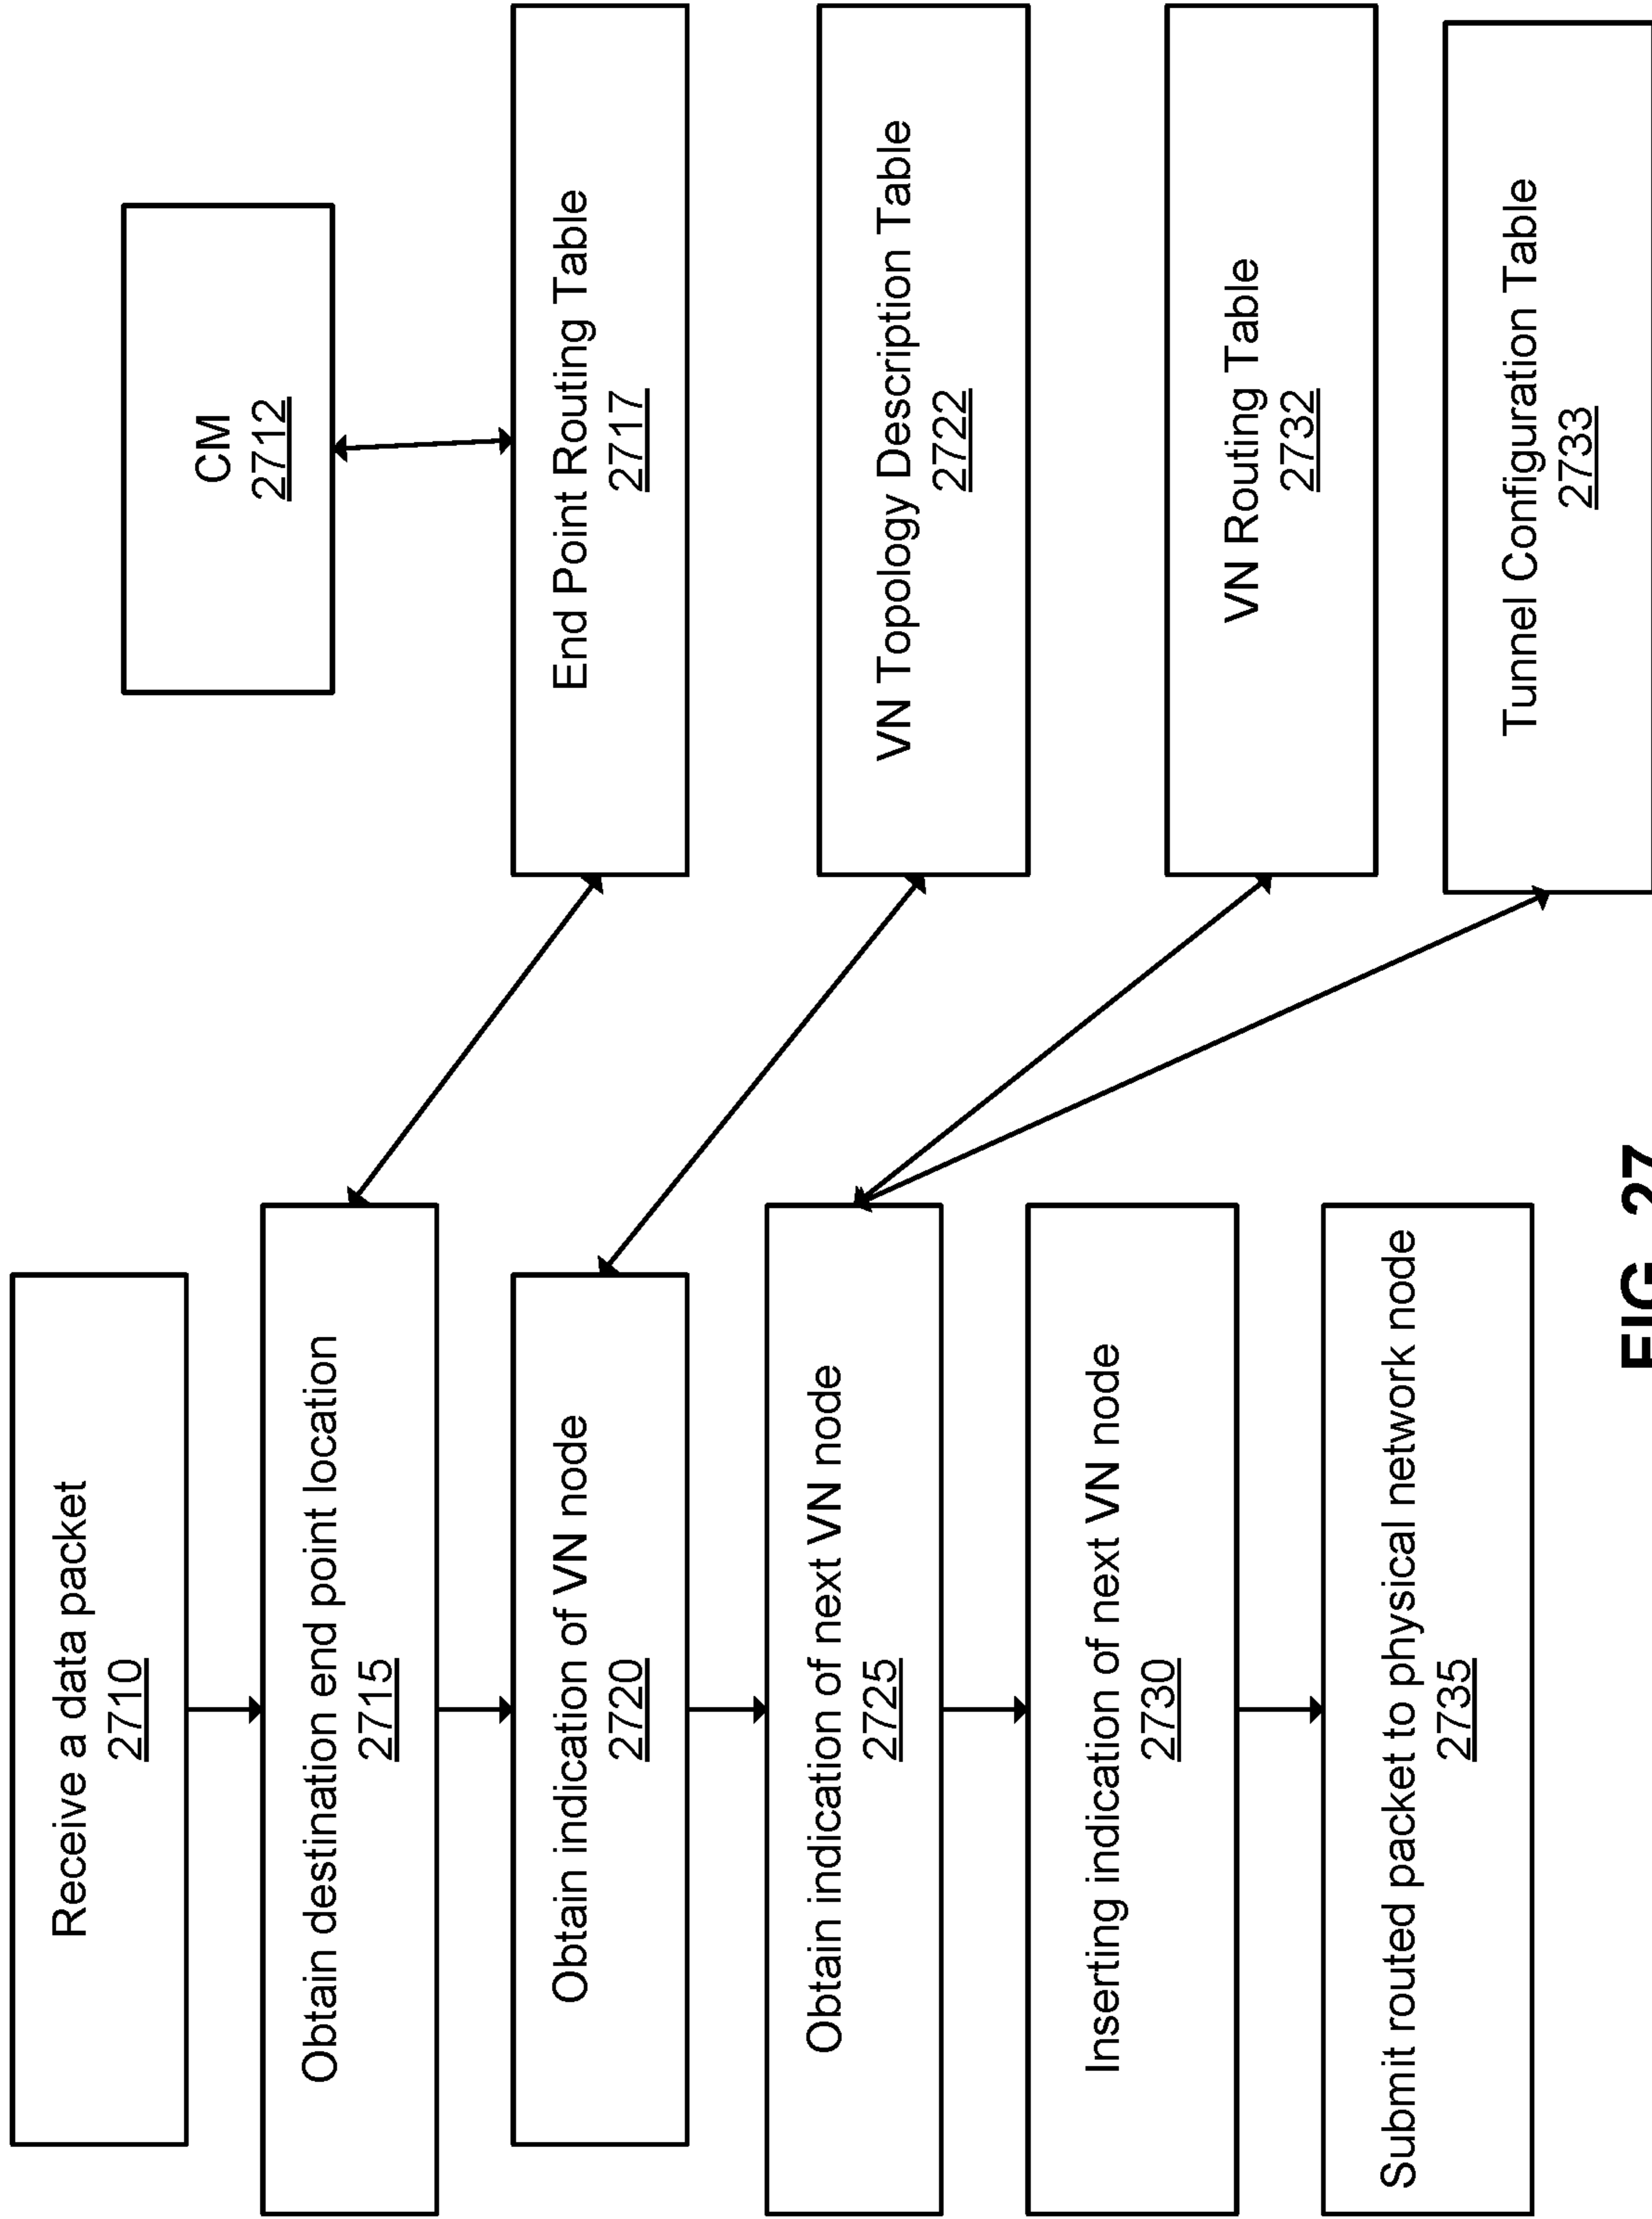 Receive a data packet
2710
Obtain destination end point location
2715
Obtain indication of VN node
2720
Obtain indication of next VN node
2725
Inserting indication of next VN node
2730
Submit routed packet to physical network node
2735
CM
2712
End Point Routing Table
2717
VN Topology Description Table
2722
VN Routing Table
2732
Tunnel Configuration Table
2733
FIG. 27